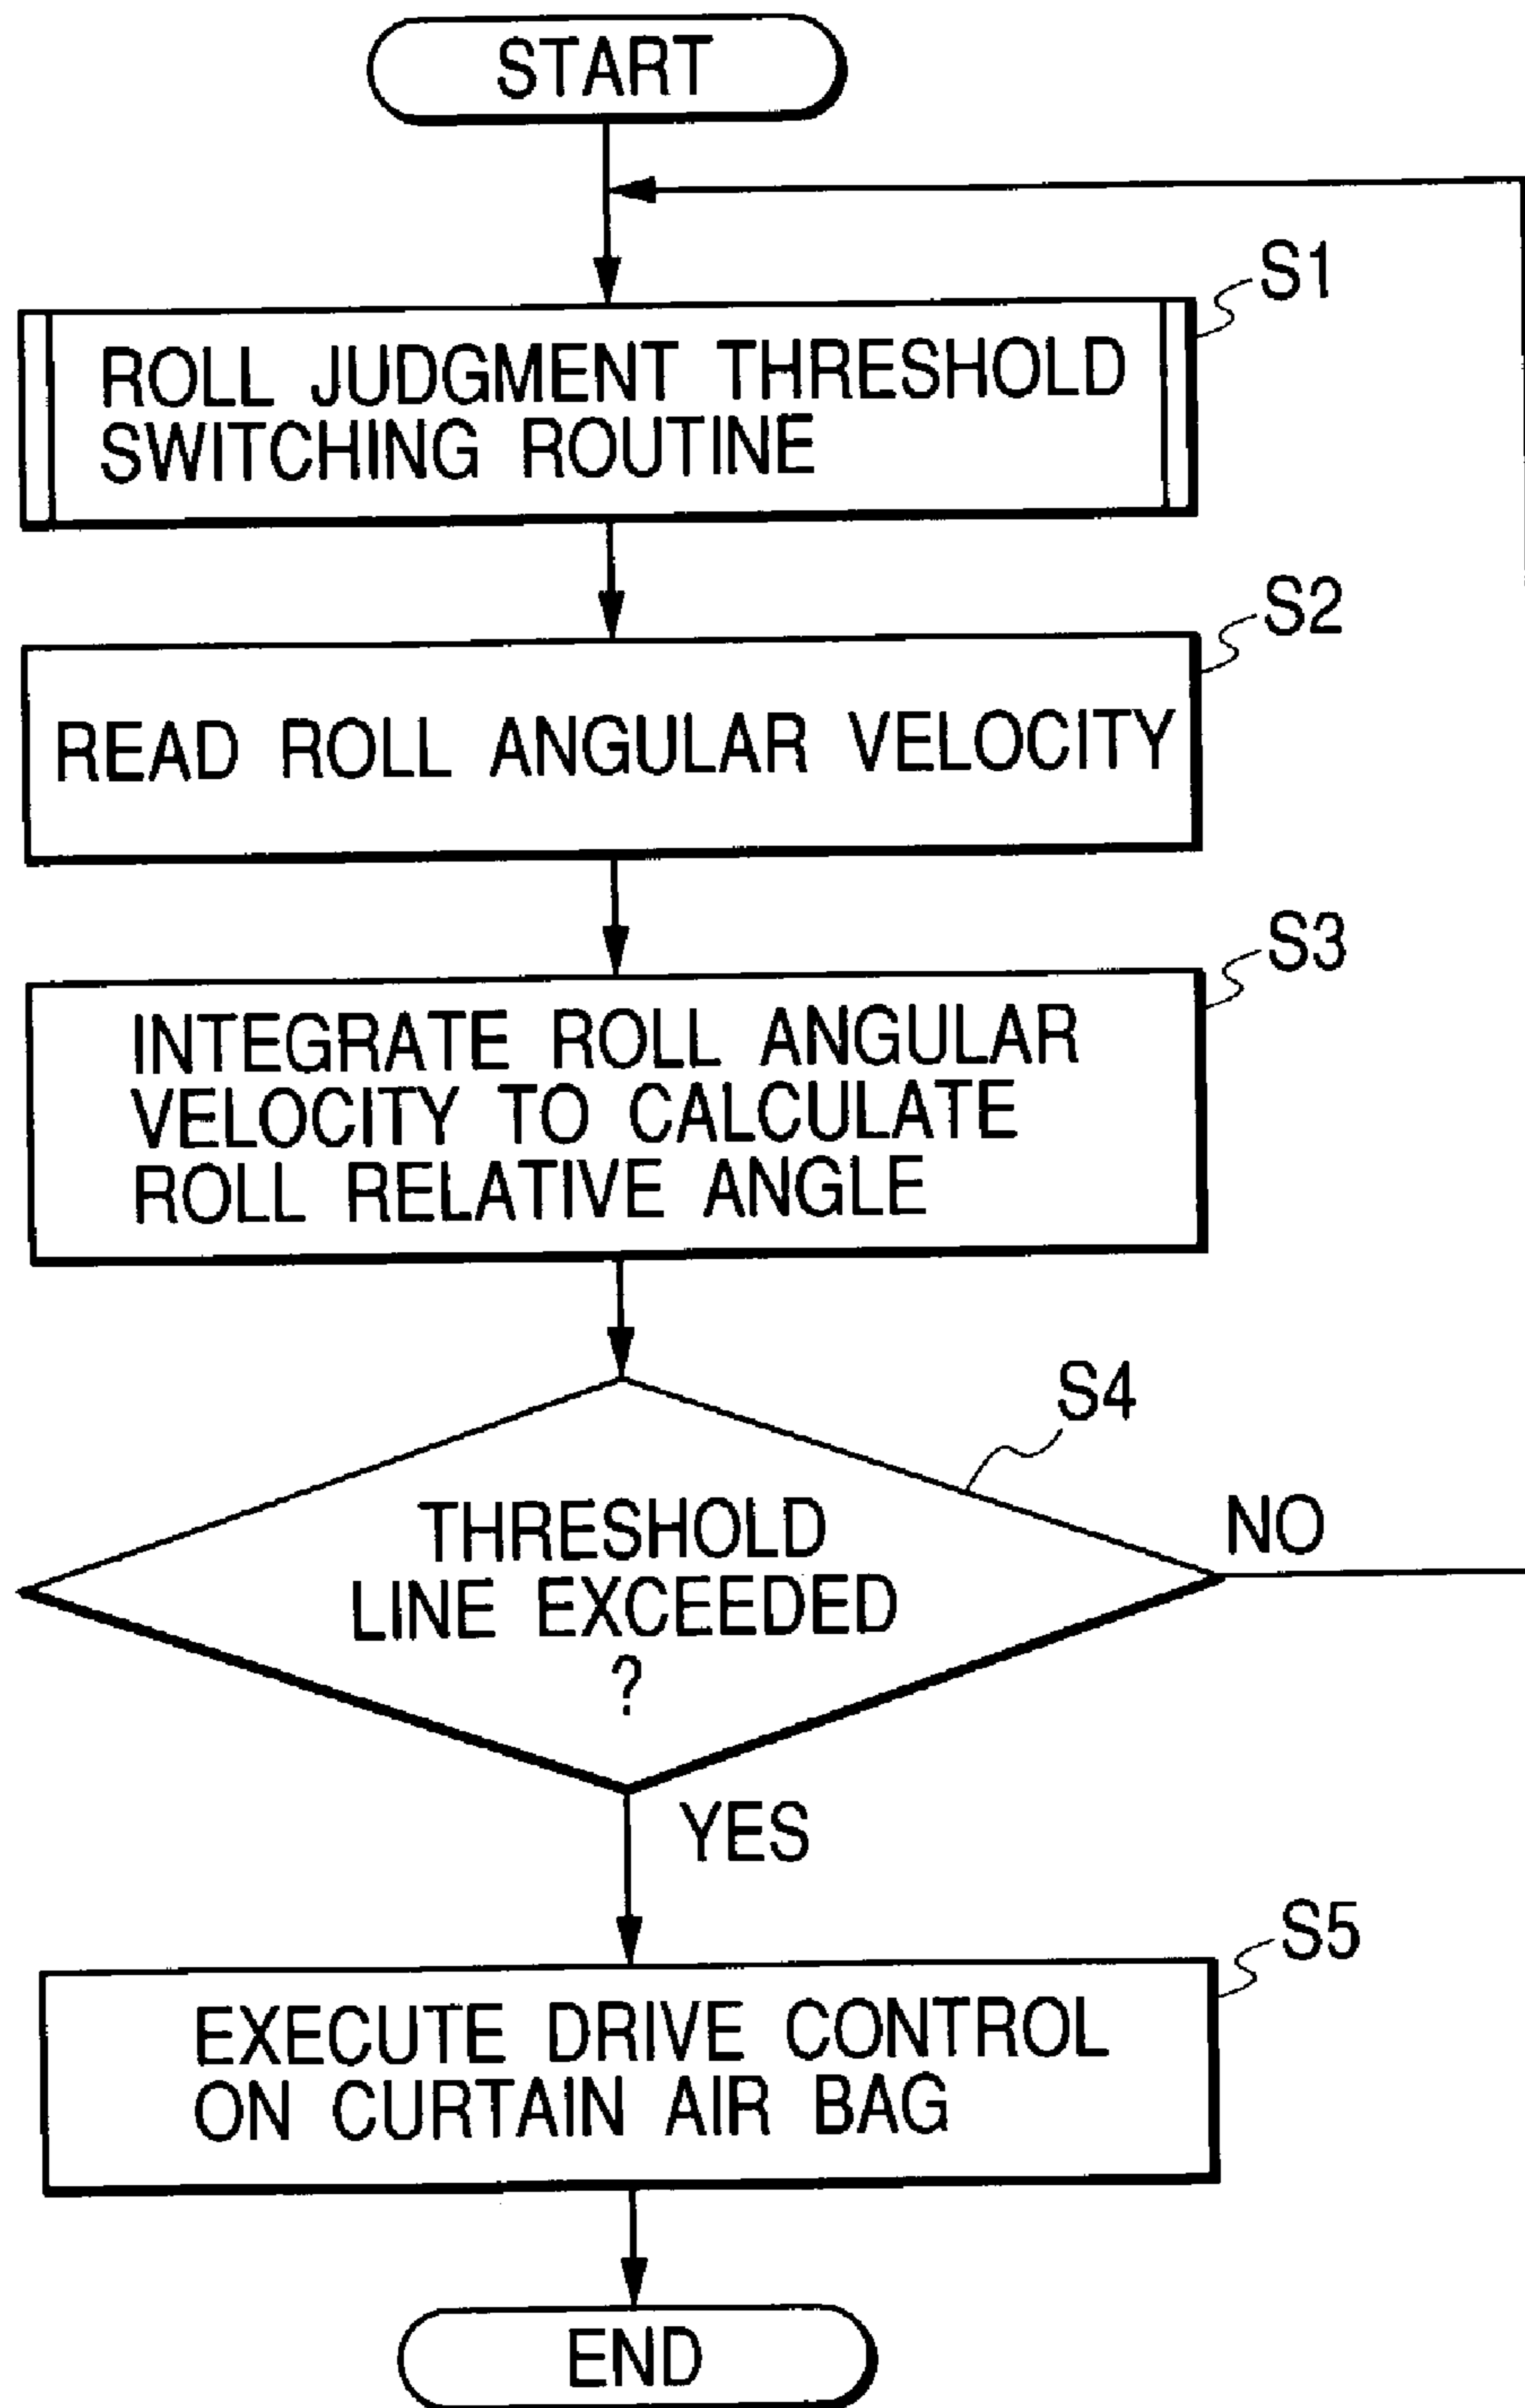 START
S1
ROLL JUDGMENT THRESHOLD
SWITCHING ROUTINE
S2
READ ROLL ANGULAR VELOCITY
S3
INTEGRATE ROLL ANGULAR
VELOCITY TO CALCULATE
ROLL RELATIVE ANGLE
S4
THRESHOLD
LINE EXCEEDED
?
NO
YES
S5
EXECUTE DRIVE CONTROL
ON CURTAIN AIR BAG
END